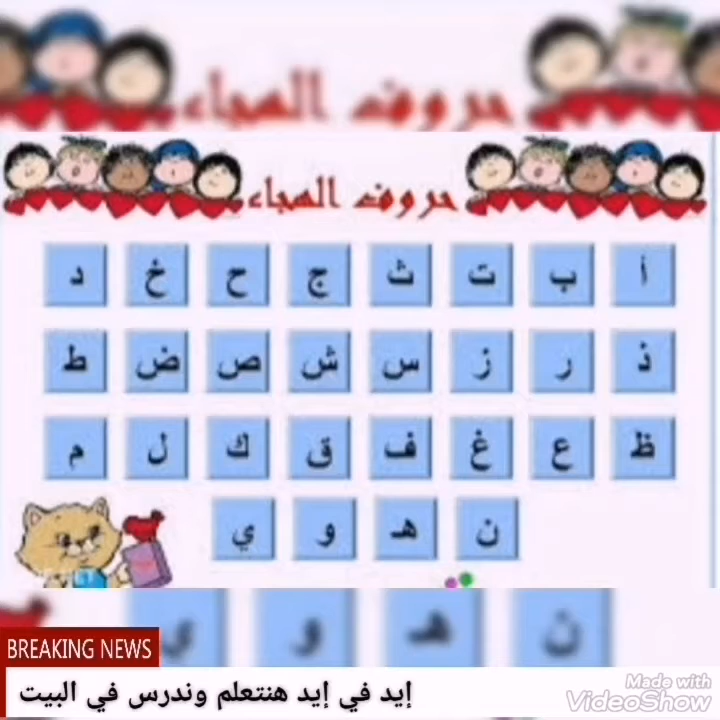 حروف الهجاء
حروف الهجاء
أ ب ت ث ج ح خ د
ذ ر ز س ش ص ض ط
ظ ع غ ف ق ك ل م
ن هـ و ي
ن هـ و ي
BREAKING NEWS
إيد في إيد هنتعلم وندرس في البيت
Made with
VideoShow